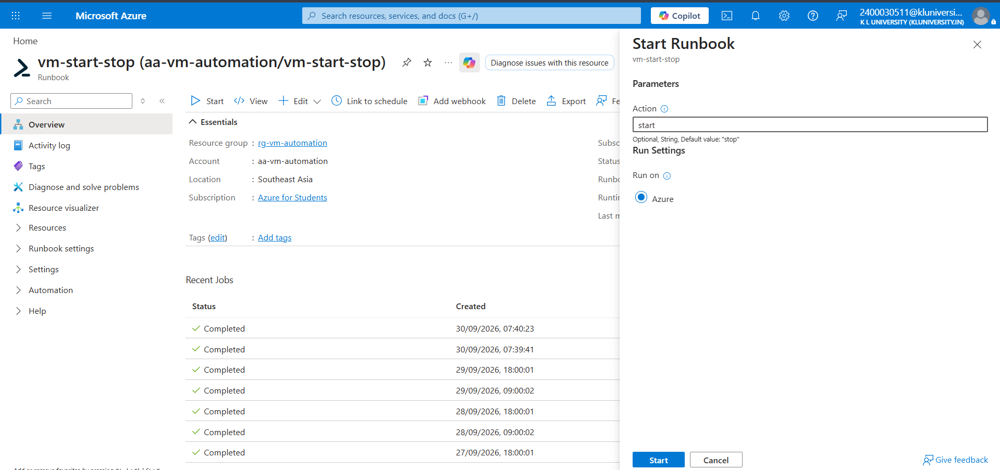 Microsoft Azure
Search resources, services, and docs (G+/)
Copilot
2400030511@kluniversi...
K L UNIVERSITY (KLUNIVERSITY.IN)
Home
vm-start-stop (aa-vm-automation/vm-start-stop)
Runbook
Diagnose issues with this resource
Search
Overview
Activity log
Tags
Diagnose and solve problems
Resource visualizer
Resources
Runbook settings
Settings
Automation
Help
Start View Edit Link to schedule Add webhook Delete Export Fe
Essentials
Resource group : rg-vm-automation
Account : aa-vm-automation
Location : Southeast Asia
Subscription : Azure for Students
Subsc
Status
Runbo
Runtin
Last m
Tags (edit) : Add tags
Recent Jobs
Status Created
Completed 30/09/2026, 07:40:23
Completed 30/09/2026, 07:39:41
Completed 29/09/2026, 18:00:01
Completed 29/09/2026, 09:00:02
Completed 28/09/2026, 18:00:01
Completed 28/09/2026, 09:00:02
Completed 27/09/2026, 18:00:01
Start Runbook
vm-start-stop
Parameters
Action
start
Optional, String, Default value: "stop"
Run Settings
Run on
Azure
Start Cancel
Give feedback